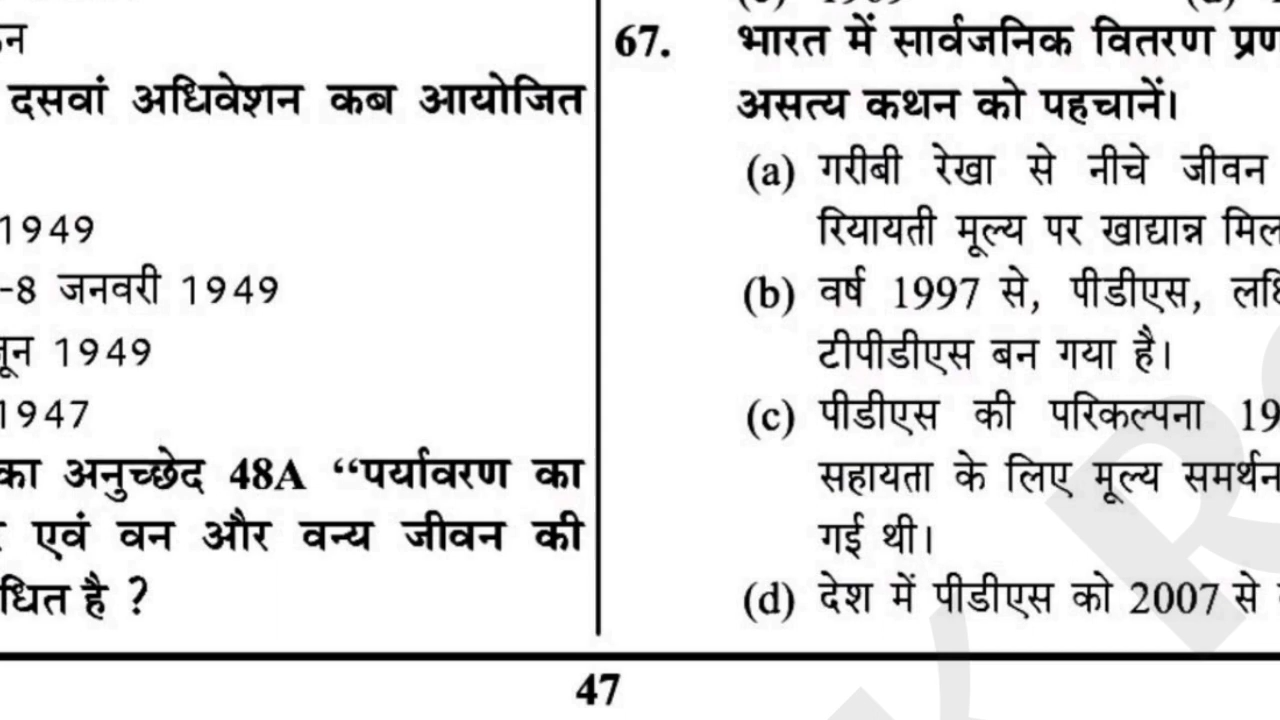 दसवां अधिवेशन कब आयोजित
1949
-8 जनवरी 1949
1949
1947
का अनुच्छेद 48A “पर्यावरण का
एवं वन और वन्य जीवन की
है ?
67. भारत में सार्वजनिक वितरण
असत्य कथन को पहचानें।
(a) गरीबी रेखा से नीचे जीवन
रियायती मूल्य पर खाद्यान्न
(b) वर्ष 1997 से, पीडीएस,
टीपीडीएस बन गया है।
(c) पीडीएस की परिकल्पना 19
सहायता के लिए मूल्य समर्थन
गई थी।
(d) देश में पीडीएस को 2007 से
47